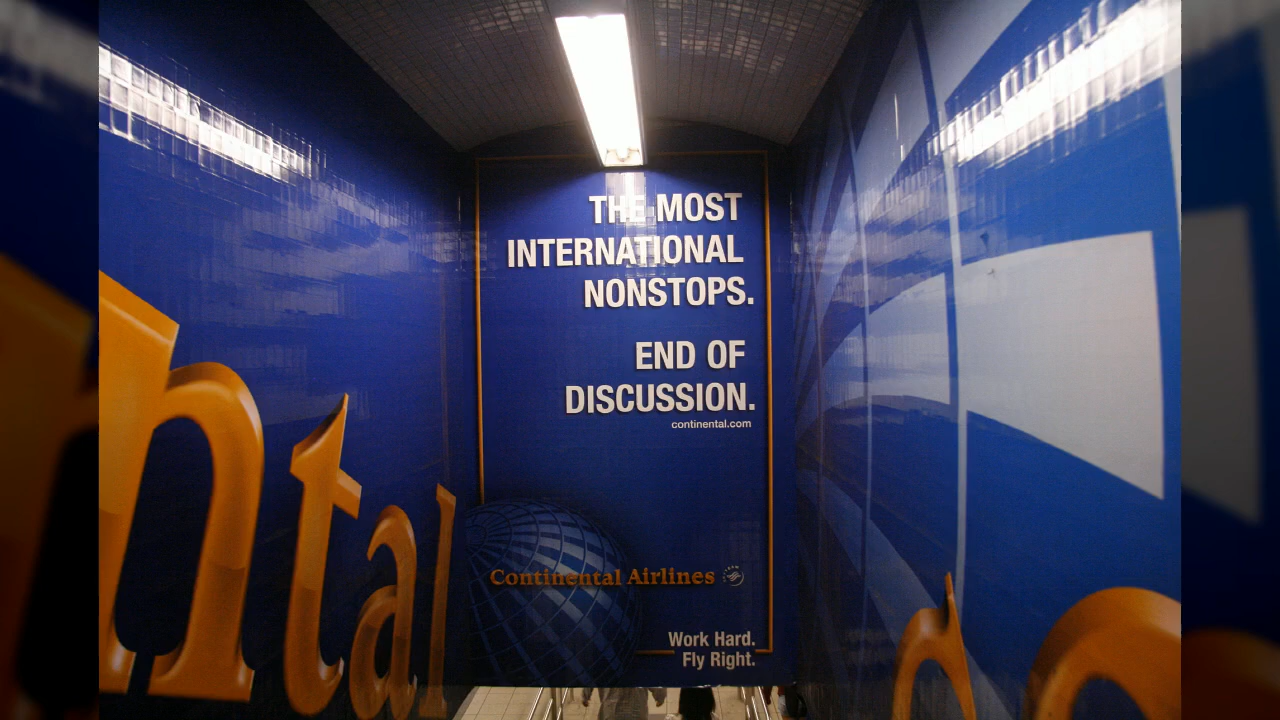 THE MOST
INTERNATIONAL
NONSTOPS.
END OF
DISCUSSION.
continental.com
ntal
Continental Airlines
Work Hard.
Fly Right.